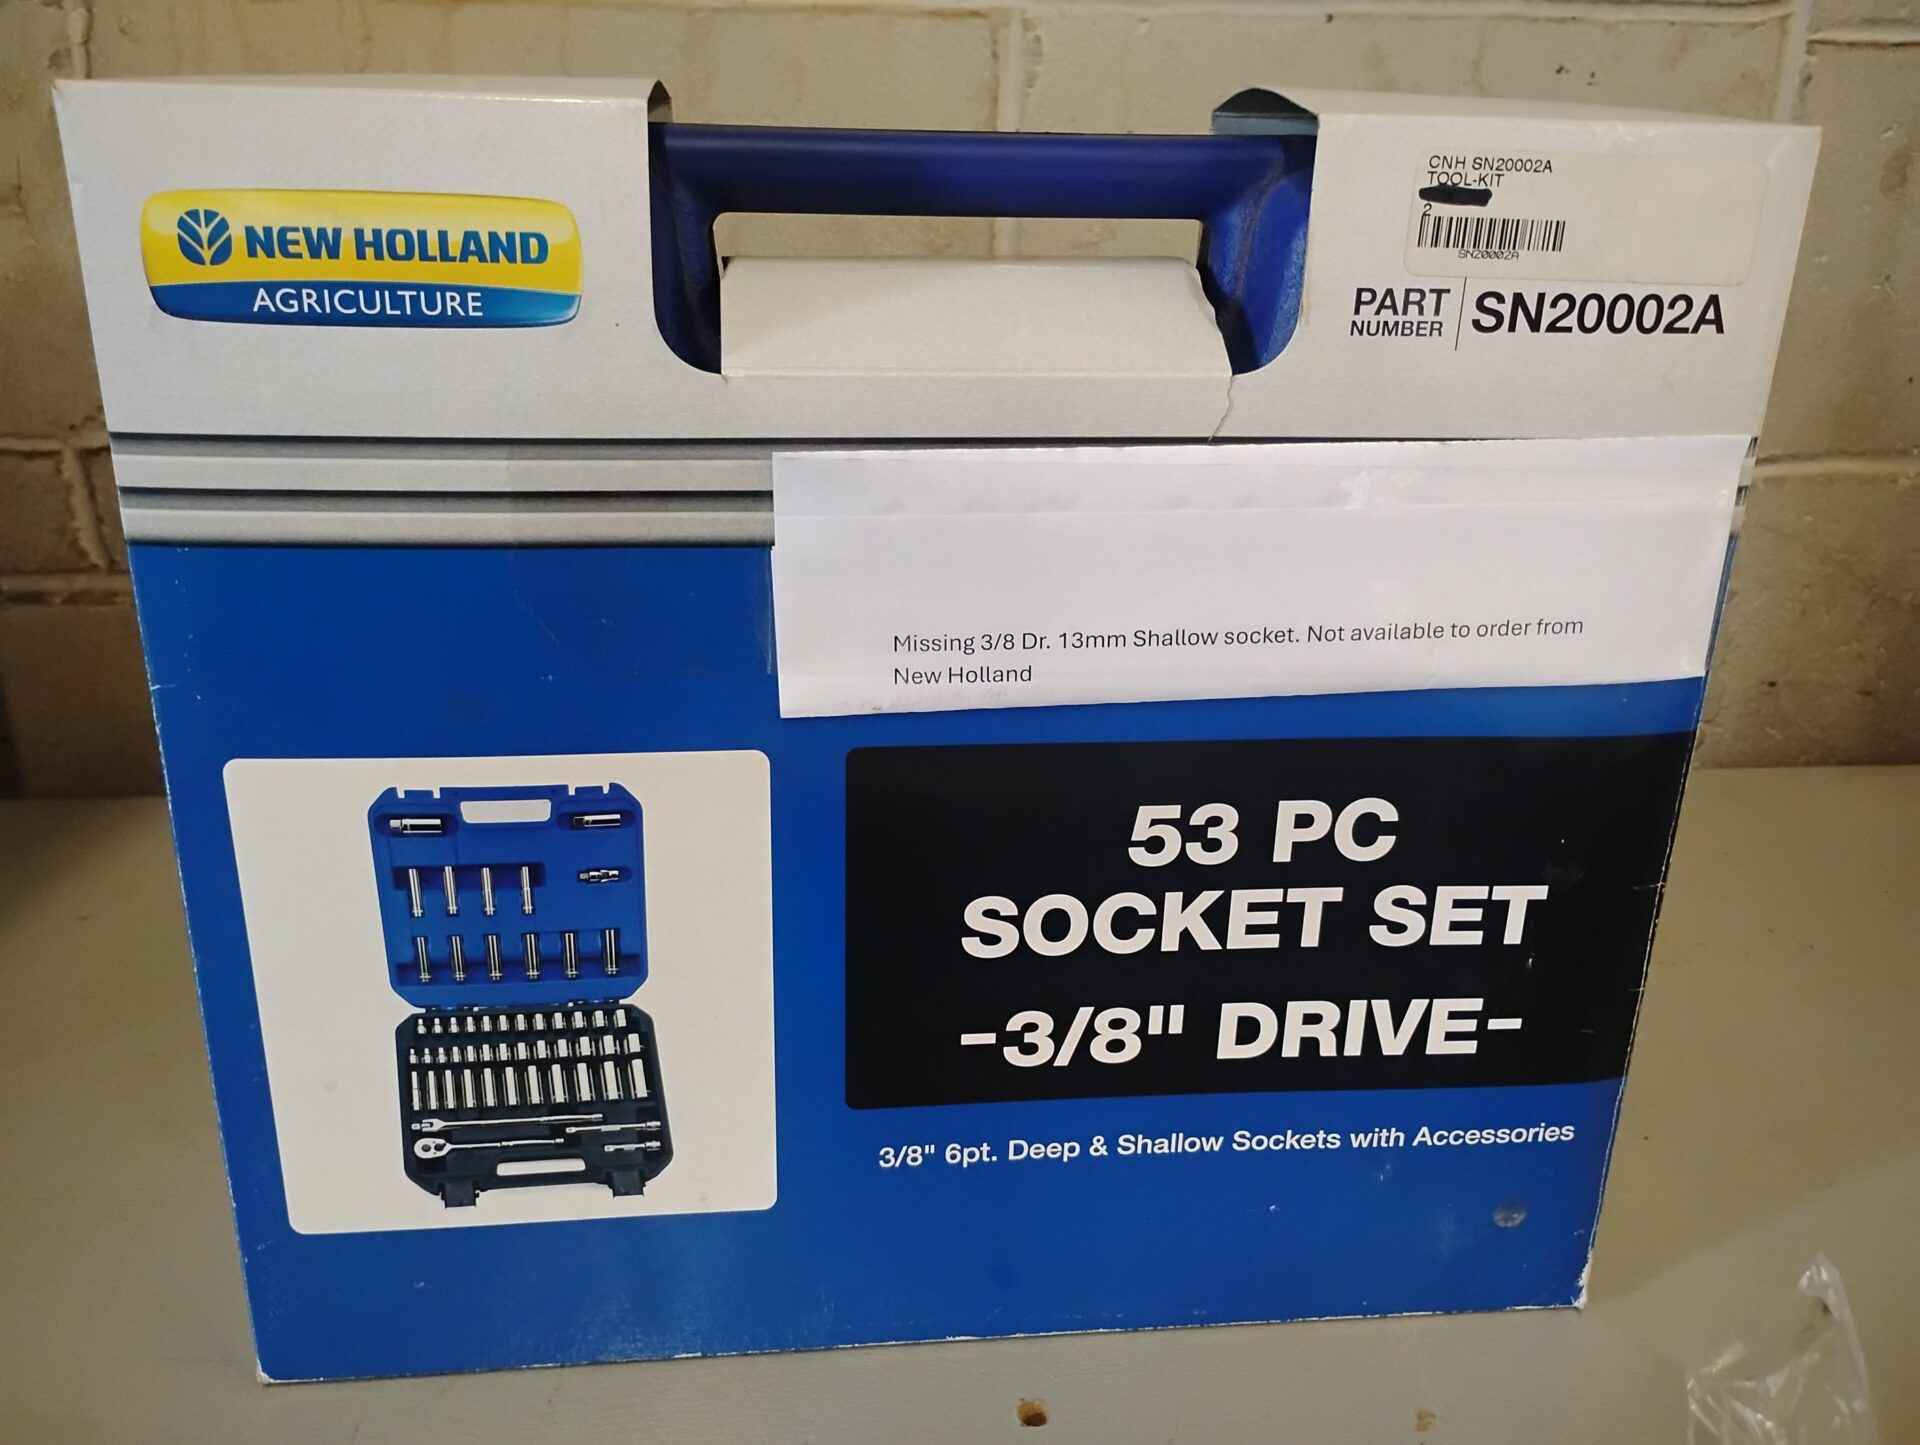 NEW HOLLAND
AGRICULTURE
CNH SN20002A
TOOL-KIT
2
SN20002A
PART
NUMBER
SN20002A
Missing 3/8 Dr. 13mm Shallow socket. Not available to order from
New Holland
53 PC
SOCKET SET
-3/8" DRIVE-
3/8" 6pt. Deep & Shallow Sockets with Accessories